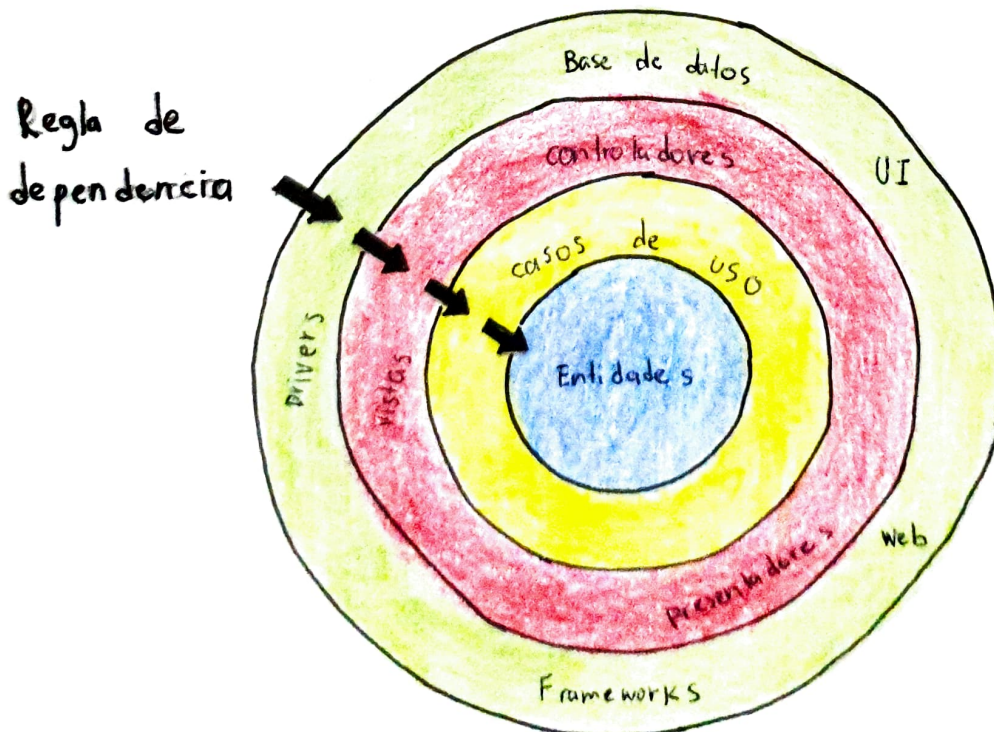 Regla de
dependencia
Base de datos
UI
controladores
casos de uso
Entidades
Drivers
vistas
Web
presentadores
Frameworks